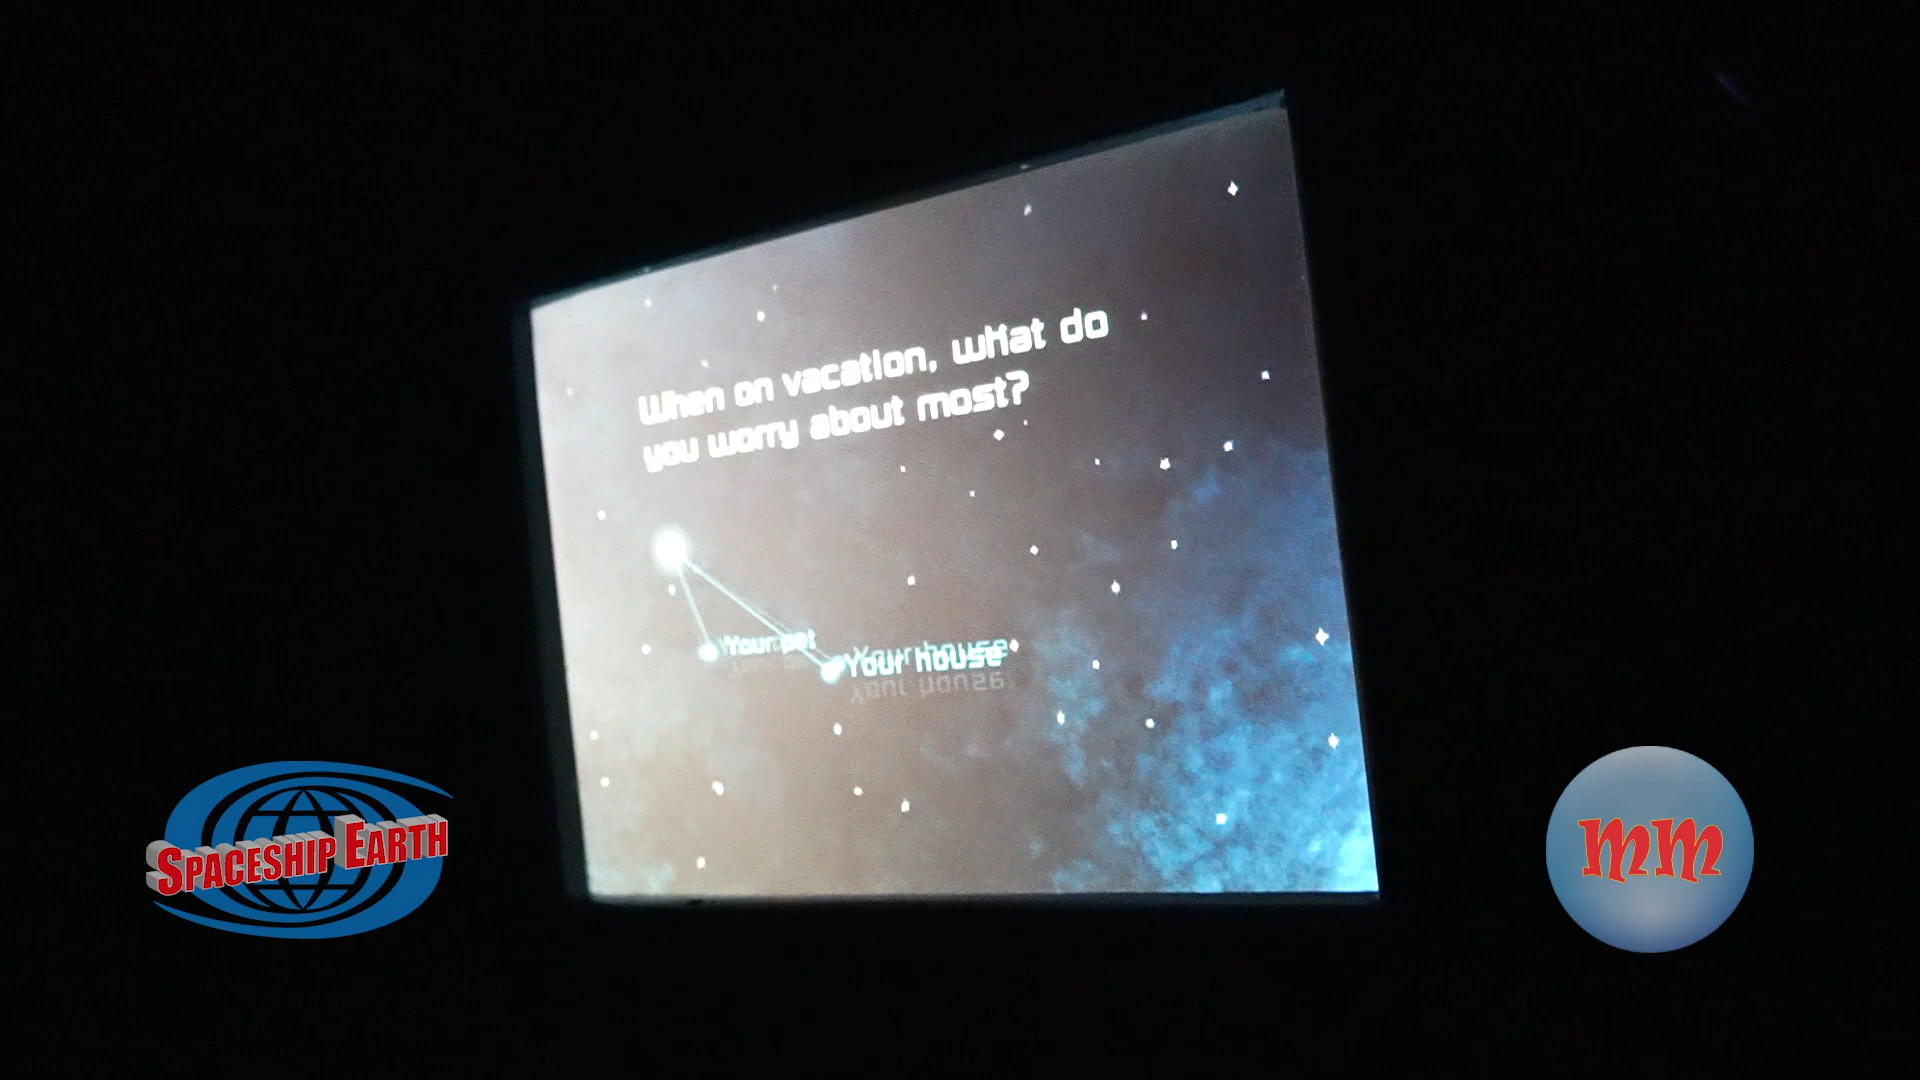 When on vacation, what do
you worry about most?
Your pet
Your house
SPACESHIP EARTH
MM